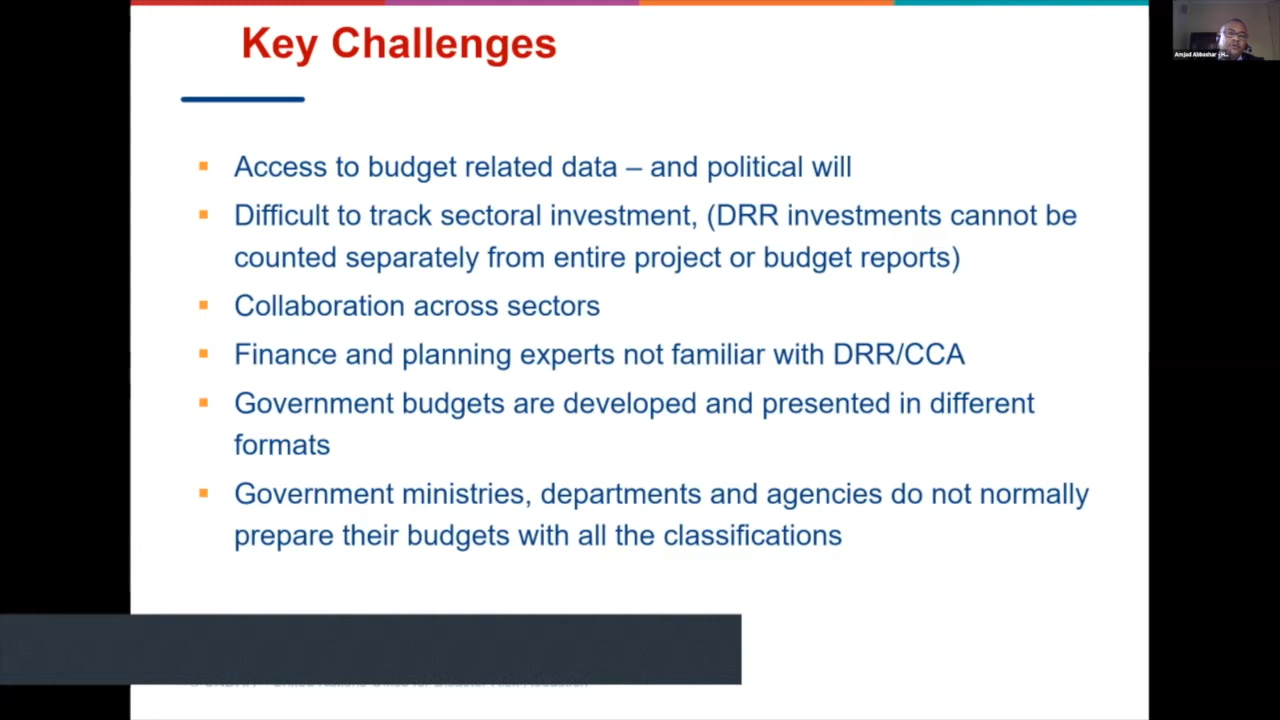 Key Challenges
Amjad Abbashar - H...
Access to budget related data – and political will
Difficult to track sectoral investment, (DRR investments cannot be
counted separately from entire project or budget reports)
Collaboration across sectors
Finance and planning experts not familiar with DRR/CCA
Government budgets are developed and presented in different
formats
Government ministries, departments and agencies do not normally
prepare their budgets with all the classifications